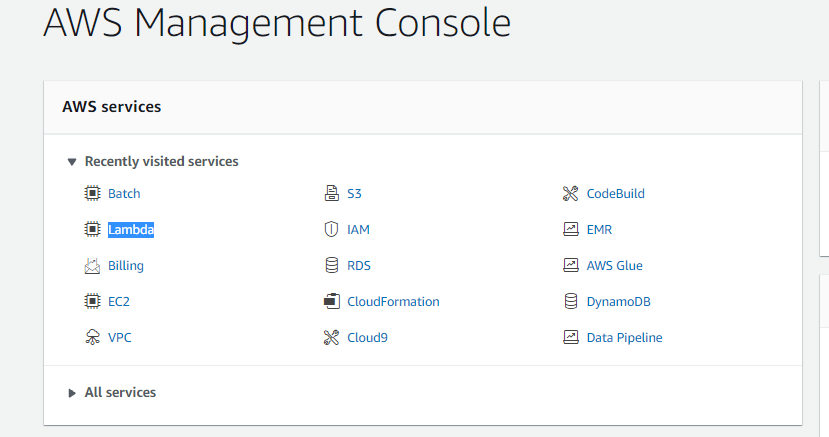 AWS Management Console
AWS services
Recently visited services
Batch
S3
CodeBuild
Lambda
IAM
EMR
Billing
RDS
AWS Glue
EC2
CloudFormation
DynamoDB
VPC
Cloud9
Data Pipeline
All services